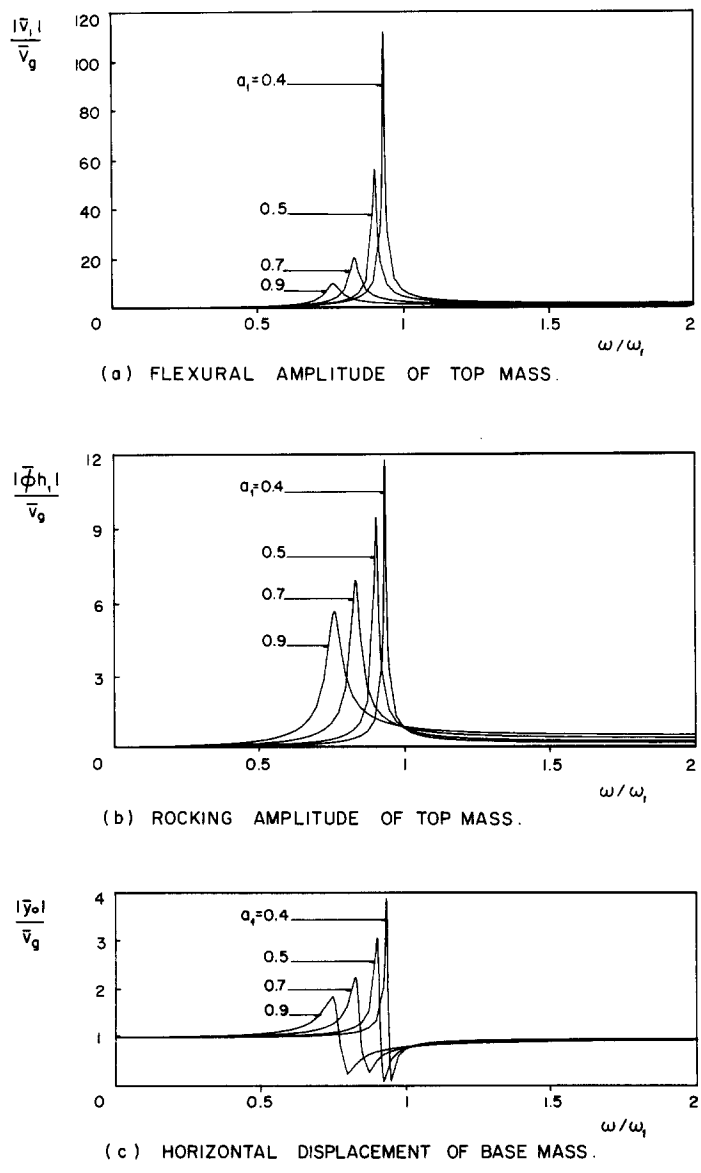 |v̄₁|
v̄g
120
100
80
60
40
20
0
a₁=0.4
0.5
0.7
0.9
0.5
1
1.5
2
ω/ω₁
(a) FLEXURAL AMPLITUDE OF TOP MASS.
|φ̄h₁|
v̄g
12
9
6
3
0
a₁=0.4
0.5
0.7
0.9
0.5
1
1.5
2
ω/ω₁
(b) ROCKING AMPLITUDE OF TOP MASS.
|ȳₒ|
v̄g
4
3
2
1
0
a₁=0.4
0.5
0.7
0.9
0.5
1
1.5
2
ω/ω₁
(c) HORIZONTAL DISPLACEMENT OF BASE MASS.